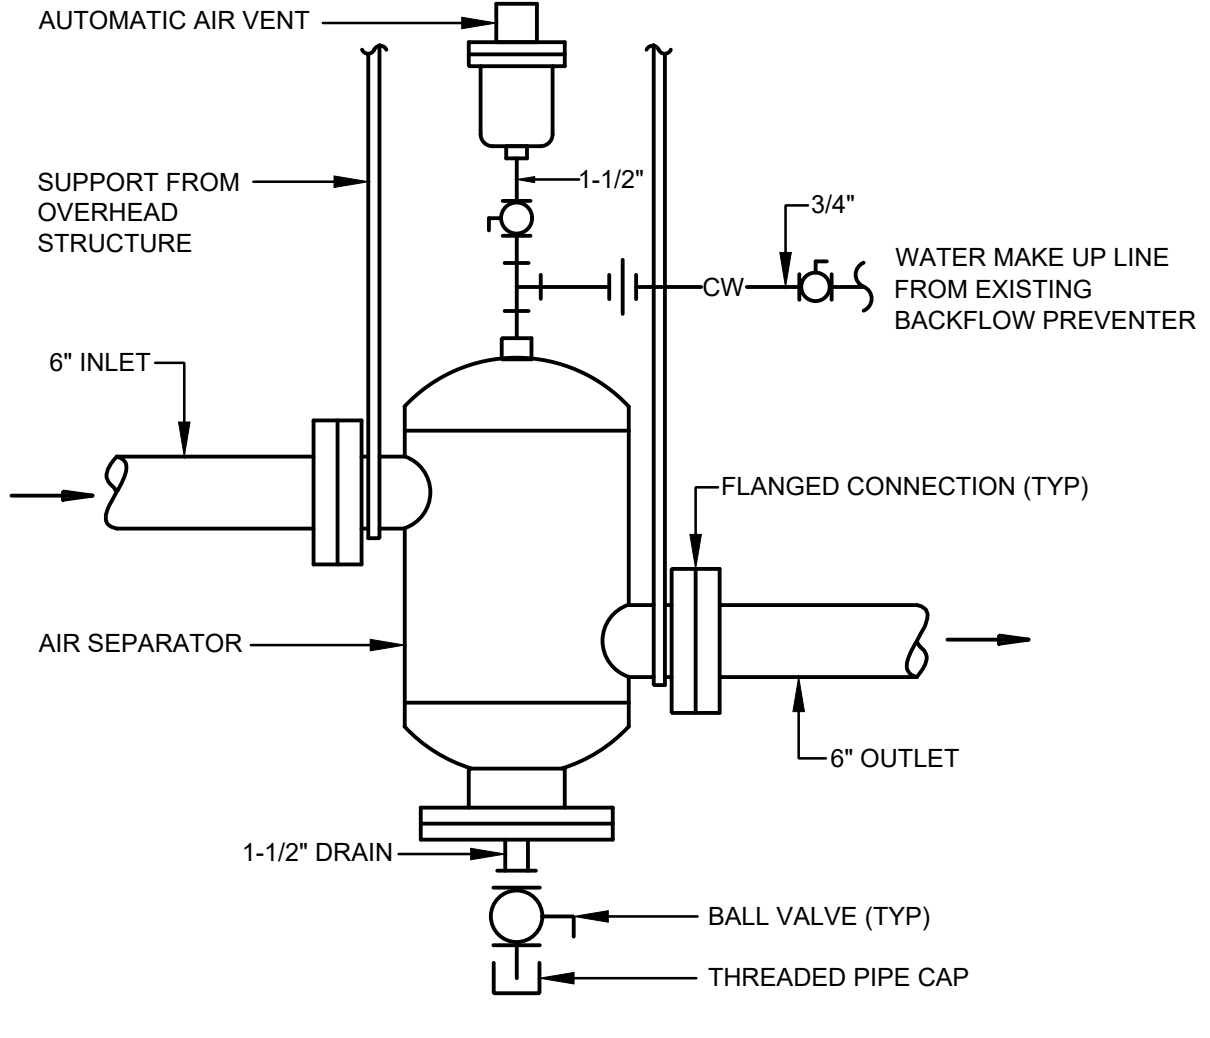 AUTOMATIC AIR VENT
SUPPORT FROM
OVERHEAD
STRUCTURE
1-1/2"
3/4"
WATER MAKE UP LINE
FROM EXISTING
BACKFLOW PREVENTER
CW
6" INLET
FLANGED CONNECTION (TYP)
AIR SEPARATOR
6" OUTLET
1-1/2" DRAIN
BALL VALVE (TYP)
THREADED PIPE CAP